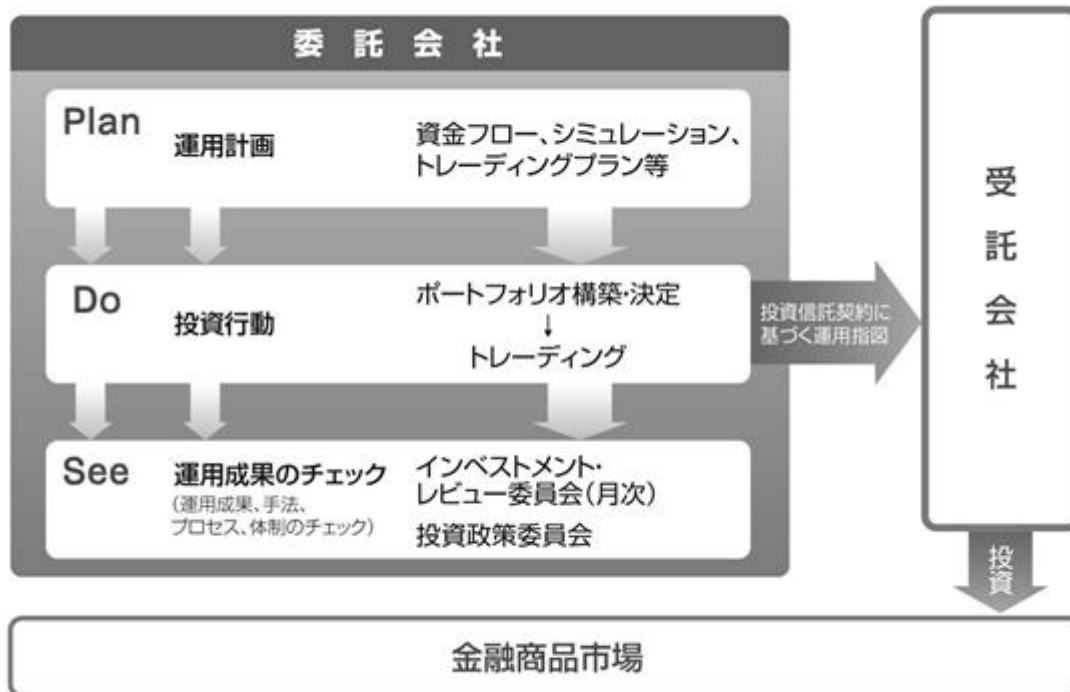 委託会社
Plan
運用計画
資金フロー、シミュレーション、
トレーディングプラン等
Do
投資行動
ポートフォリオ構築・決定
↓
トレーディング
See
運用成果のチェック
(運用成果、手法、
プロセス、体制のチェック)
インベストメント・
レビュー委員会(月次)
投資政策委員会
投資信託契約に
基づく運用指図
受託会社
投資
金融商品市場